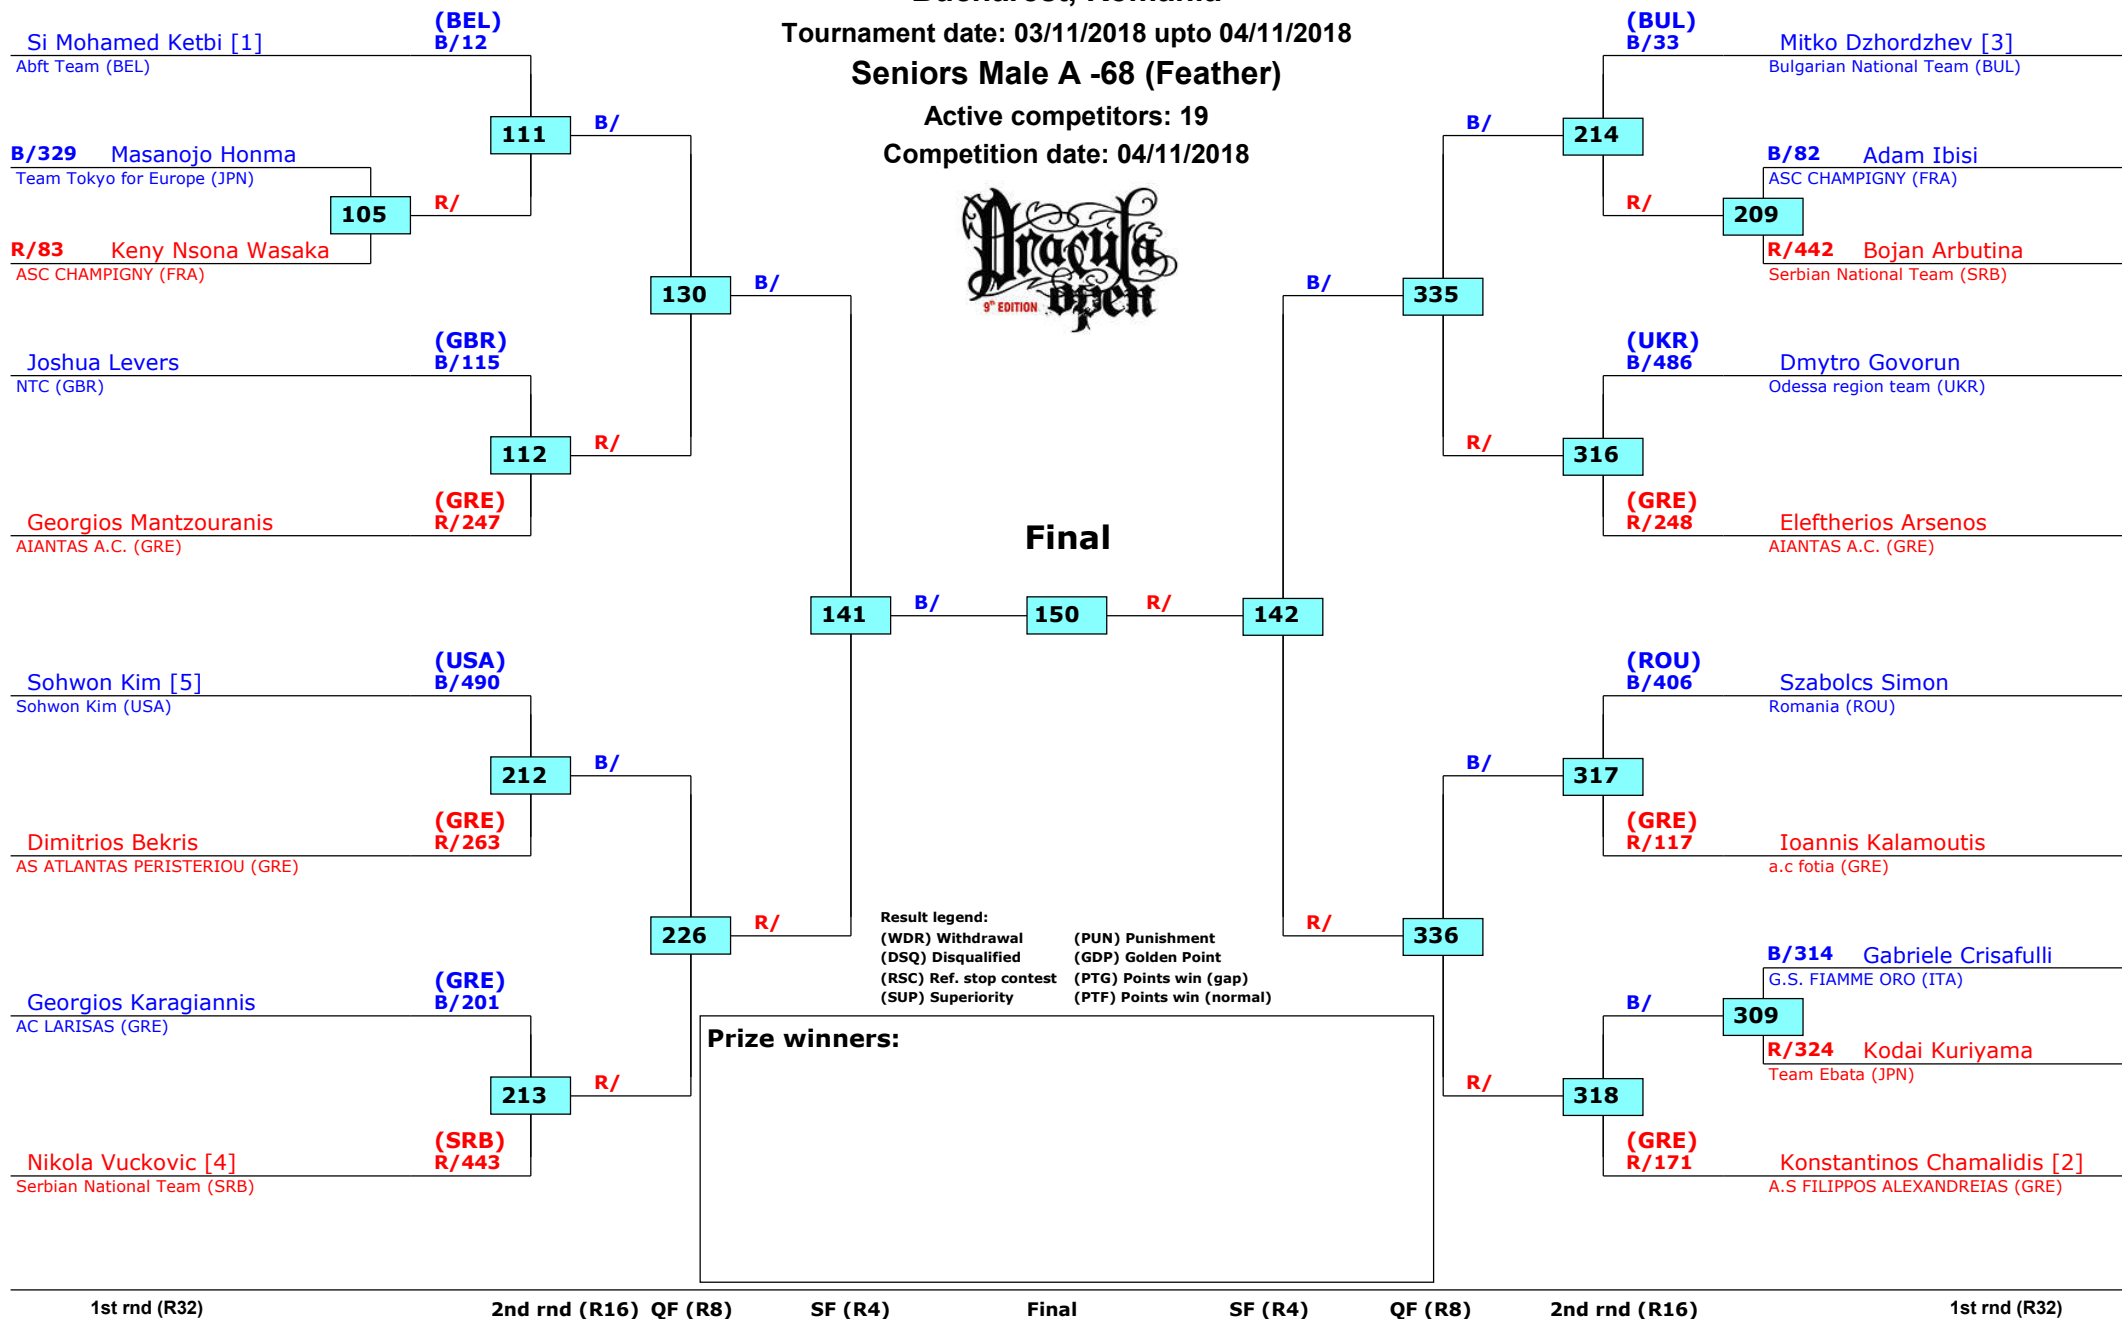 Bucharest, Romania
Tournament date: 03/11/2018 upto 04/11/2018
Seniors Male A -68 (Feather)
Active competitors: 19
Competition date: 04/11/2018
Dracula open
9th EDITION
(BEL)
Si Mohamed Ketbi [1] B/12
Abft Team (BEL)
111 B/
B/329 Masanojo Honma
Team Tokyo for Europe (JPN)
105 R/
R/83 Keny Nsona Wasaka
ASC CHAMPIGNY (FRA)
130 B/
(GBR)
Joshua Levers B/115
NTC (GBR)
112 R/
(GRE)
Georgios Mantzouranis R/247
AIANTAS A.C. (GRE)
(USA)
Sohwon Kim [5] B/490
Sohwon Kim (USA)
212 B/
(GRE)
Dimitrios Bekris R/263
AS ATLANTAS PERISTERIOU (GRE)
226 R/
(GRE)
Georgios Karagiannis B/201
AC LARISAS (GRE)
213 R/
(SRB)
Nikola Vuckovic [4] R/443
Serbian National Team (SRB)
Final
141 B/ 150 R/ 142
(BUL)
B/33 Mitko Dzhordzhev [3]
Bulgarian National Team (BUL)
B/ 214
B/82 Adam Ibisi
ASC CHAMPIGNY (FRA)
R/ 209
R/442 Bojan Arbutina
Serbian National Team (SRB)
B/ 335
(UKR)
B/486 Dmytro Govorun
Odessa region team (UKR)
R/ 316
(GRE)
R/248 Eleftherios Arsenos
AIANTAS A.C. (GRE)
(ROU)
B/406 Szabolcs Simon
Romania (ROU)
B/ 317
(GRE)
R/117 Ioannis Kalamoutis
a.c fotia (GRE)
R/ 336
B/314 Gabriele Crisafulli
G.S. FIAMME ORO (ITA)
B/ 309
R/324 Kodai Kuriyama
Team Ebata (JPN)
R/ 318
(GRE)
R/171 Konstantinos Chamalidis [2]
A.S FILIPPOS ALEXANDREIAS (GRE)
Result legend:
(WDR) Withdrawal (PUN) Punishment
(DSQ) Disqualified (GDP) Golden Point
(RSC) Ref. stop contest (PTG) Points win (gap)
(SUP) Superiority (PTF) Points win (normal)
Prize winners:
1st rnd (R32) 2nd rnd (R16) QF (R8) SF (R4) Final SF (R4) QF (R8) 2nd rnd (R16) 1st rnd (R32)